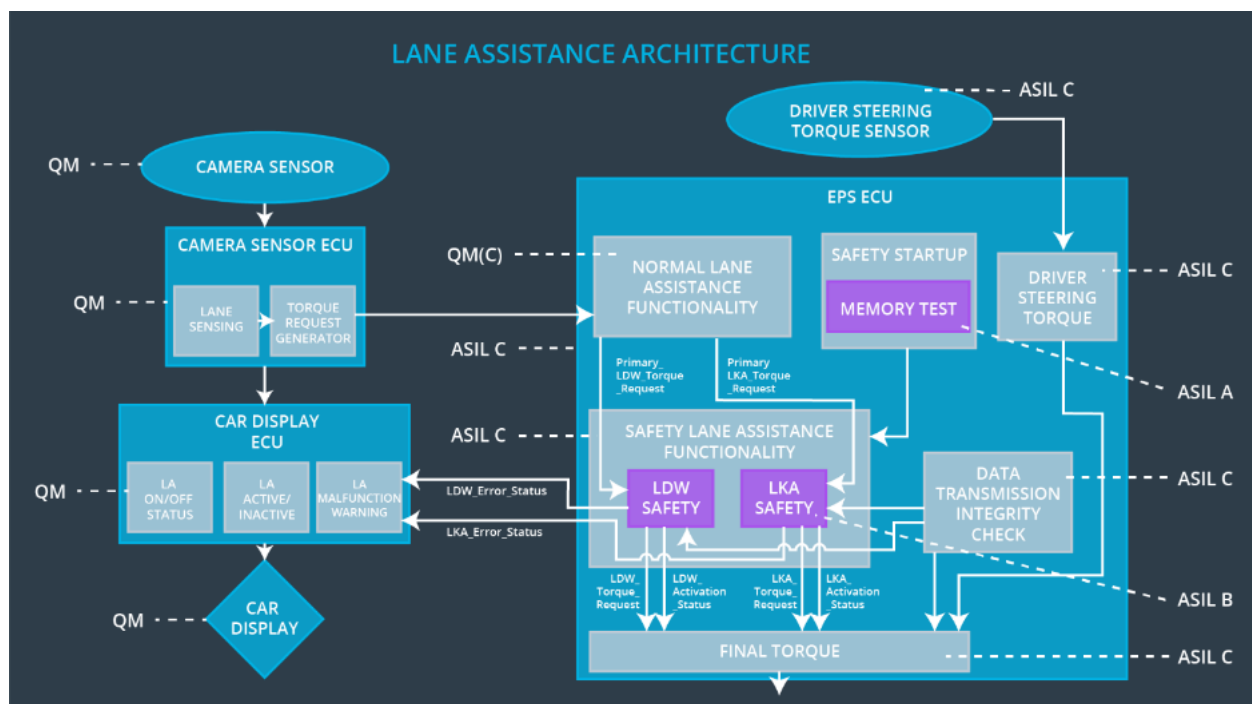 LANE ASSISTANCE ARCHITECTURE
ASIL C
DRIVER STEERING
TORQUE SENSOR
QM
CAMERA SENSOR
EPS ECU
CAMERA SENSOR ECU
QM
LANE
SENSING
TORQUE
REQUEST
GENERATOR
QM(C)
NORMAL LANE
ASSISTANCE
FUNCTIONALITY
SAFETY STARTUP
MEMORY TEST
DRIVER
STEERING
TORQUE
ASIL C
ASIL C
Primary_
LDW_Torque
_Request
Primary
LKA_Torque
_Request
ASIL A
CAR DISPLAY
ECU
QM
LA
ON/OFF
STATUS
LA
ACTIVE/
INACTIVE
LA
MALFUNCTION
WARNING
ASIL C
SAFETY LANE ASSISTANCE
FUNCTIONALITY
LDW_Error_Status
LKA_Error_Status
LDW
SAFETY
LKA
SAFETY
DATA
TRANSMISSION
INTEGRITY
CHECK
ASIL C
LDW_
Torque_
Request
LDW_
Activation
_Status
LKA_
Torque_
Request
LKA_
Activation
_Status
ASIL B
QM
CAR
DISPLAY
FINAL TORQUE
ASIL C